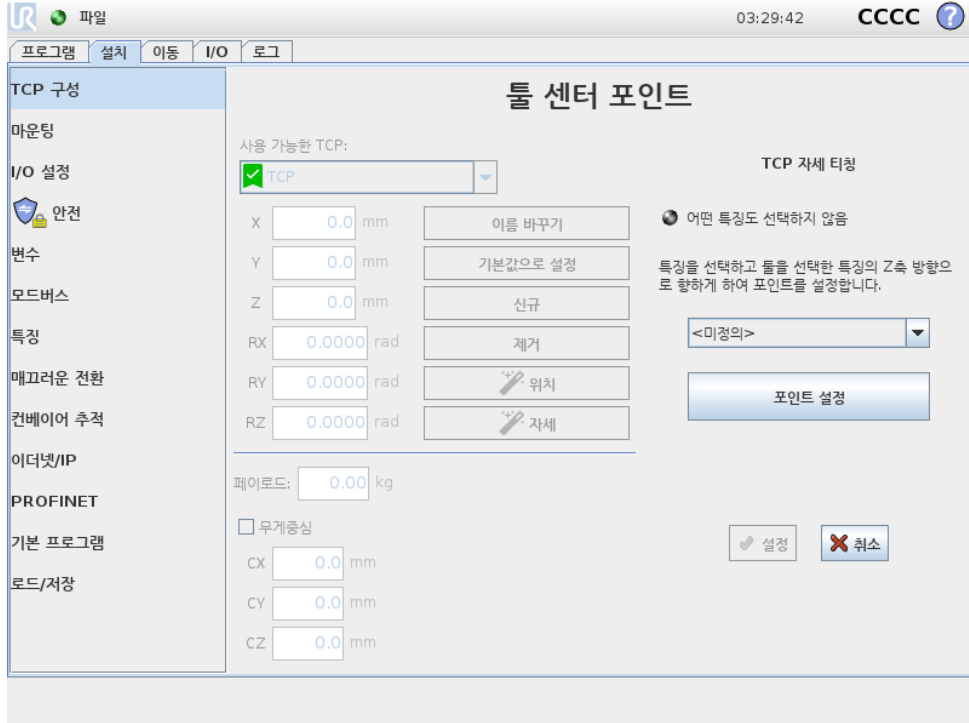 UR 파일 03:29:42 CCCC ?
프로그램 설치 이동 I/O 로그
TCP 구성
마운팅
I/O 설정
안전
변수
모드버스
특징
매끄러운 전환
컨베이어 추적
이더넷/IP
PROFINET
기본 프로그램
로드/저장
툴 센터 포인트
사용 가능한 TCP:
TCP
X 0.0 mm 이름 바꾸기
Y 0.0 mm 기본값으로 설정
Z 0.0 mm 신규
RX 0.0000 rad 제거
RY 0.0000 rad 위치
RZ 0.0000 rad 자세
페이로드: 0.00 kg
무게중심
CX 0.0 mm
CY 0.0 mm
CZ 0.0 mm
TCP 자세 티칭
어떤 특징도 선택하지 않음
특징을 선택하고 툴을 선택한 특징의 Z축 방향으
로 향하게 하여 포인트를 설정합니다.
<미정의>
포인트 설정
설정 취소